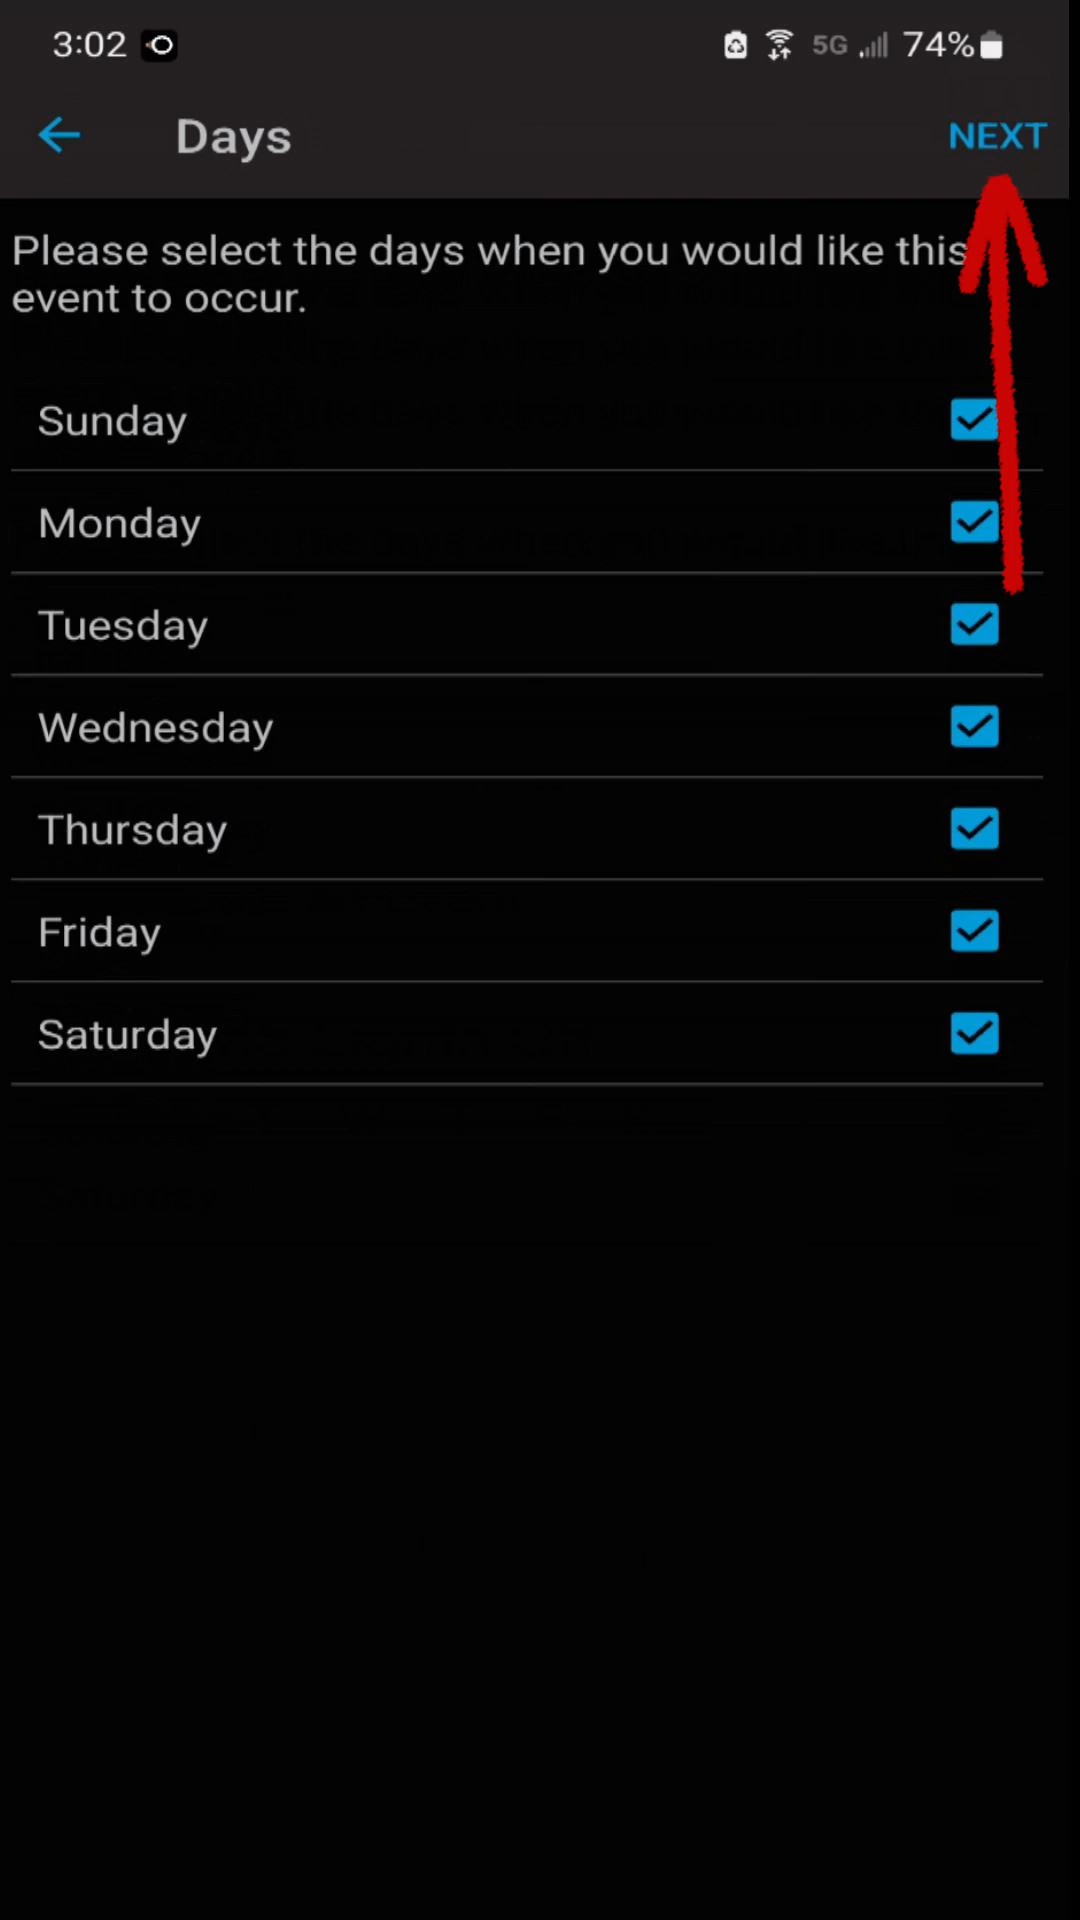 3:02
5G 74%
Days
NEXT
Please select the days when you would like this
event to occur.
Sunday
Monday
Tuesday
Wednesday
Thursday
Friday
Saturday